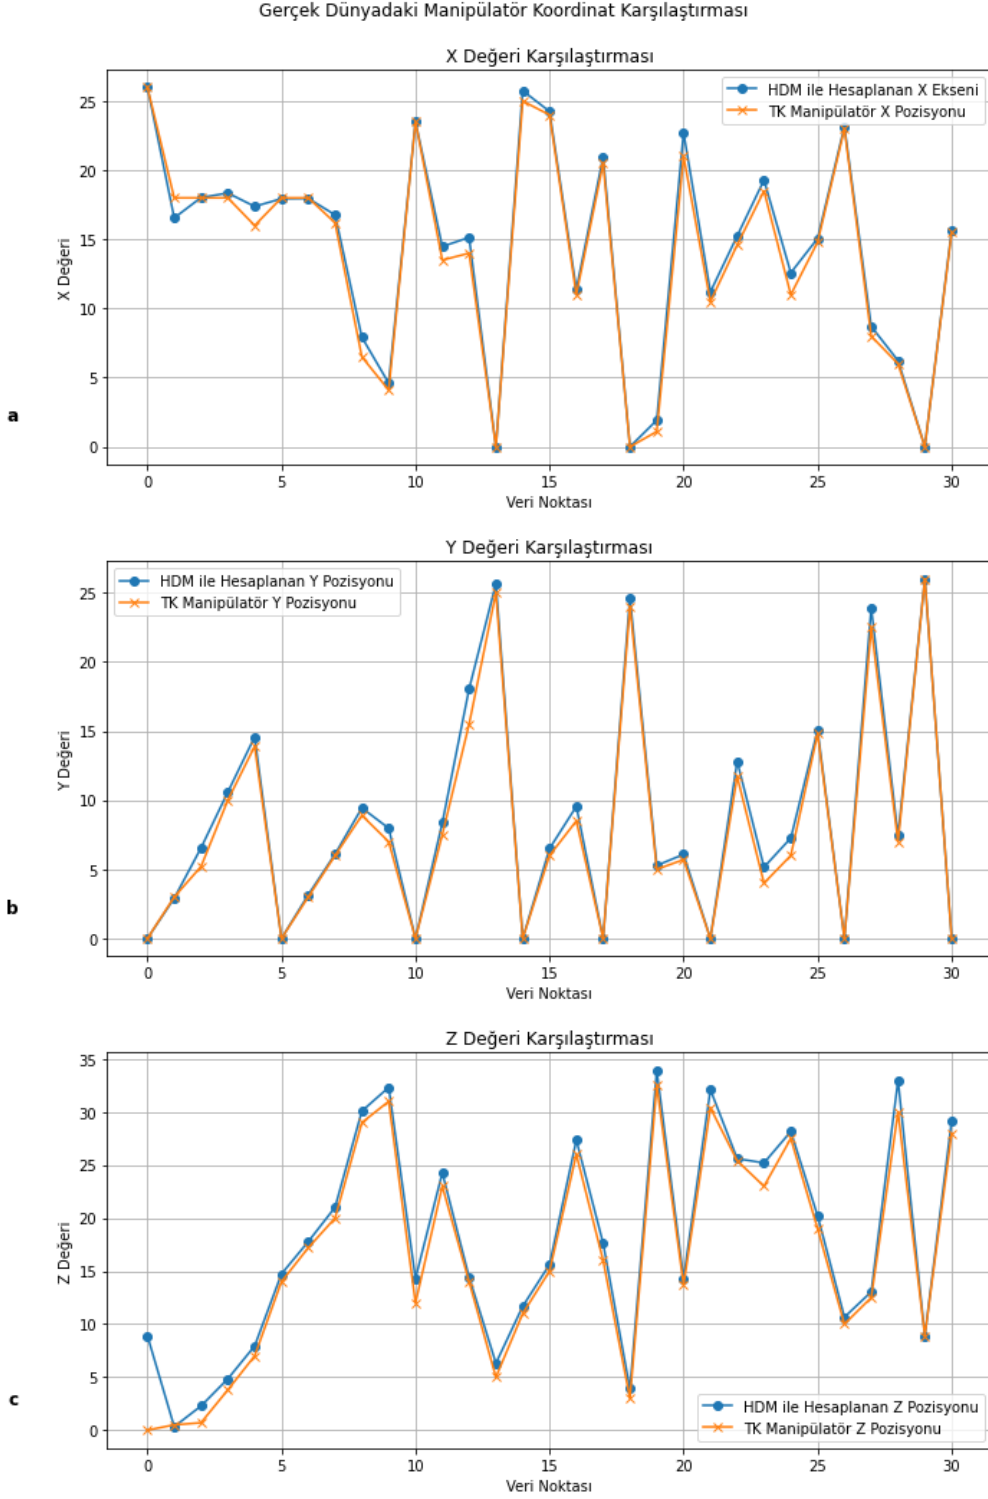 Gerçek Dünyadaki Manipülatör Koordinat Karşılaştırması
X Değeri Karşılaştırması
HDM ile Hesaplanan X Ekseni
TK Manipülatör X Pozisyonu
25
20
15
10
5
0
X Değeri
a
0 5 10 15 20 25 30
Veri Noktası
Y Değeri Karşılaştırması
HDM ile Hesaplanan Y Pozisyonu
TK Manipülatör Y Pozisyonu
25
20
15
10
5
0
Y Değeri
b
0 5 10 15 20 25 30
Veri Noktası
Z Değeri Karşılaştırması
35
30
25
20
15
10
5
0
Z Değeri
c
HDM ile Hesaplanan Z Pozisyonu
TK Manipülatör Z Pozisyonu
0 5 10 15 20 25 30
Veri Noktası